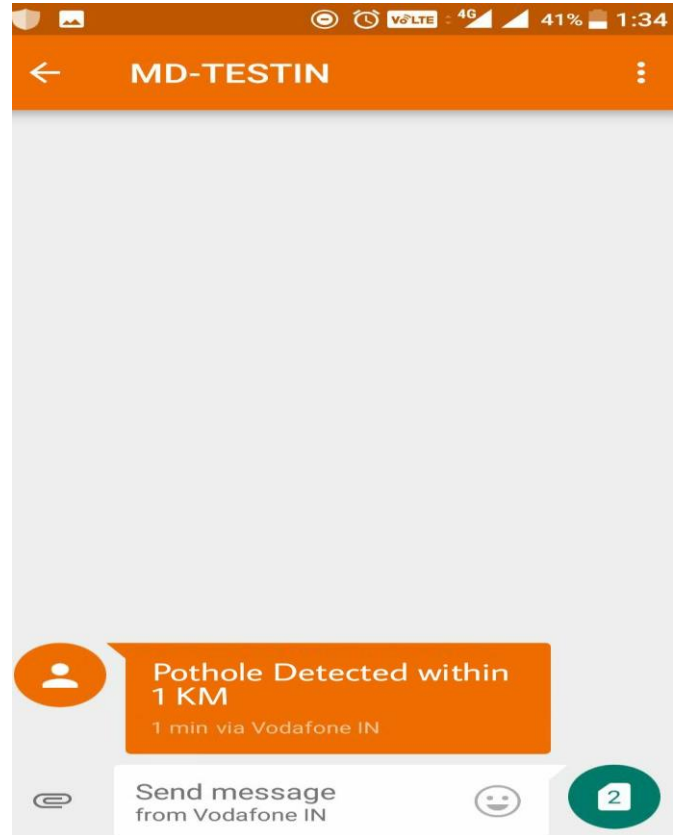 VoLTE 4G 41% 1:34
MD-TESTIN
Pothole Detected within
1 KM
1 min via Vodafone IN
Send message
from Vodafone IN
2